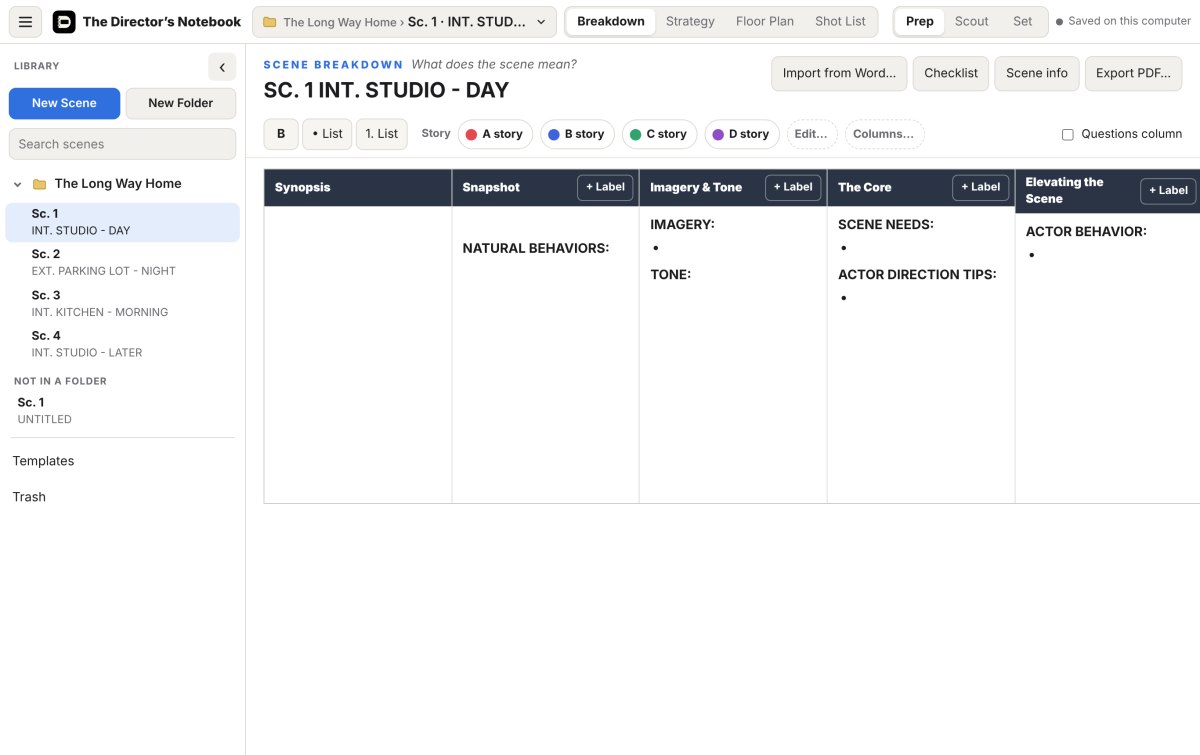 The Director's Notebook
The Long Way Home › Sc. 1 · INT. STUD...
Breakdown
Strategy
Floor Plan
Shot List
Prep
Scout
Set
Saved on this computer
LIBRARY
New Scene
New Folder
Search scenes
The Long Way Home
Sc. 1
INT. STUDIO - DAY
Sc. 2
EXT. PARKING LOT - NIGHT
Sc. 3
INT. KITCHEN - MORNING
Sc. 4
INT. STUDIO - LATER
NOT IN A FOLDER
Sc. 1
UNTITLED
Templates
Trash
SCENE BREAKDOWN What does the scene mean?
SC. 1 INT. STUDIO - DAY
Import from Word...
Checklist
Scene info
Export PDF...
B
• List
1. List
Story
A story
B story
C story
D story
Edit...
Columns...
Questions column
Synopsis
Snapshot
+ Label
NATURAL BEHAVIORS:
Imagery & Tone
+ Label
IMAGERY:
•
TONE:
The Core
+ Label
SCENE NEEDS:
•
ACTOR DIRECTION TIPS:
•
Elevating the
Scene
+ Label
ACTOR BEHAVIOR:
•